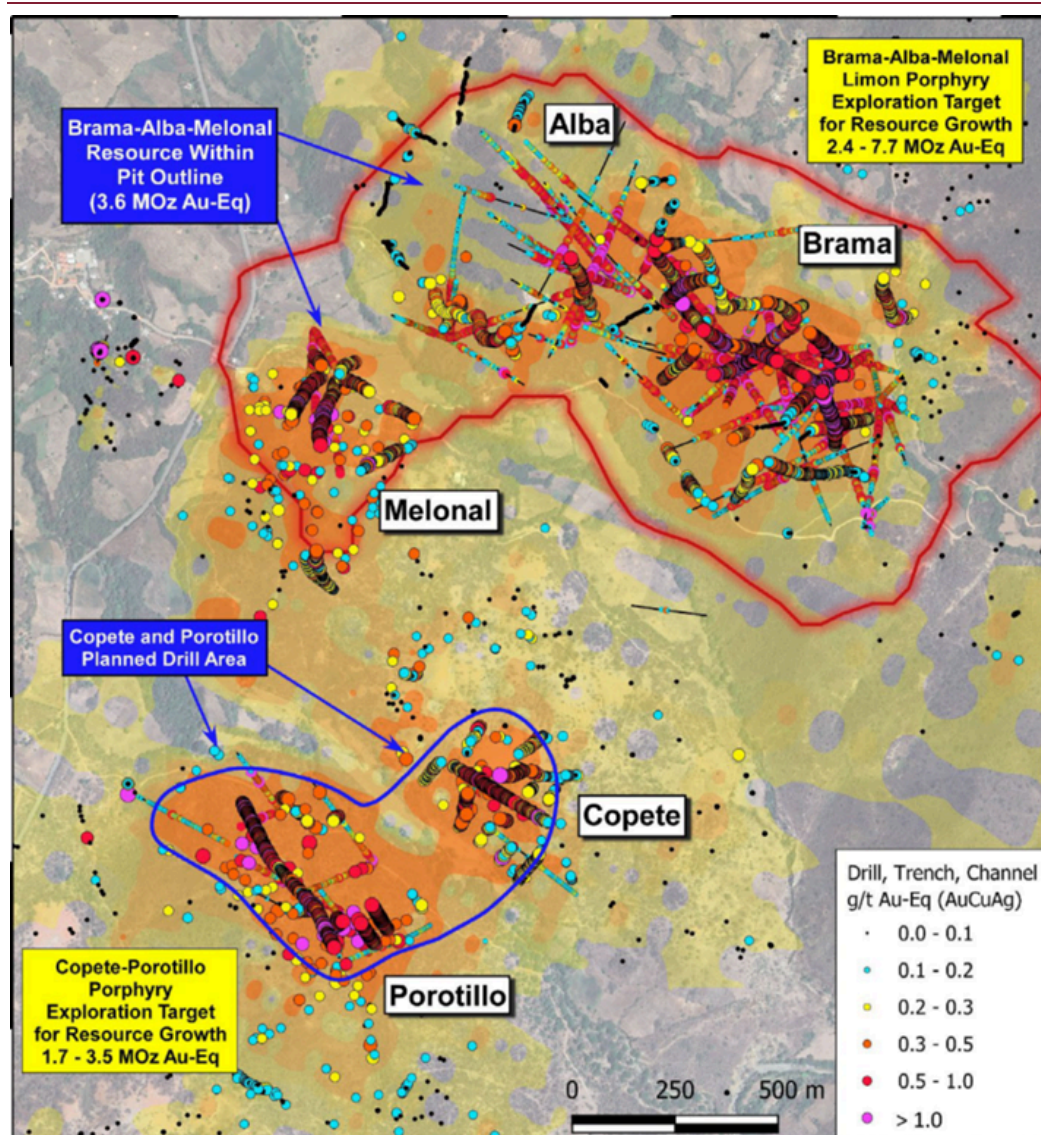 Brama-Alba-Melonal
Limon Porphyry
Exploration Target
for Resource Growth
2.4 - 7.7 MOz Au-Eq
Alba
Brama-Alba-Melonal
Resource Within
Pit Outline
(3.6 MOz Au-Eq)
Brama
Melonal
Copete and Porotillo
Planned Drill Area
Copete
Porotillo
Copete-Porotillo
Porphyry
Exploration Target
for Resource Growth
1.7 - 3.5 MOz Au-Eq
Drill, Trench, Channel
g/t Au-Eq (AuCuAg)
0.0 - 0.1
0.1 - 0.2
0.2 - 0.3
0.3 - 0.5
0.5 - 1.0
> 1.0
0 250 500 m